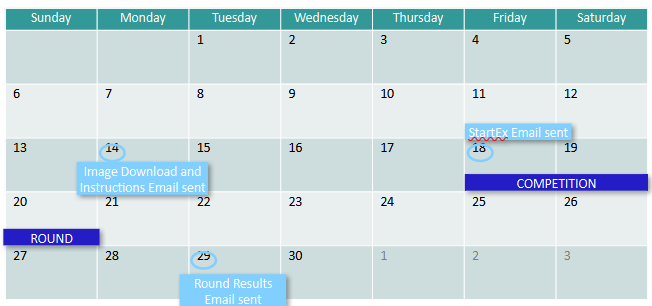 Sunday Monday Tuesday Wednesday Thursday Friday Saturday
1 2 3 4 5
6 7 8 9 10 11 12
StartEx Email sent
13 14 15 16 17 18 19
Image Download and
Instructions Email sent
COMPETITION
20 21 22 23 24 25 26
ROUND
27 28 29 30 1 2 3
Round Results
Email sent